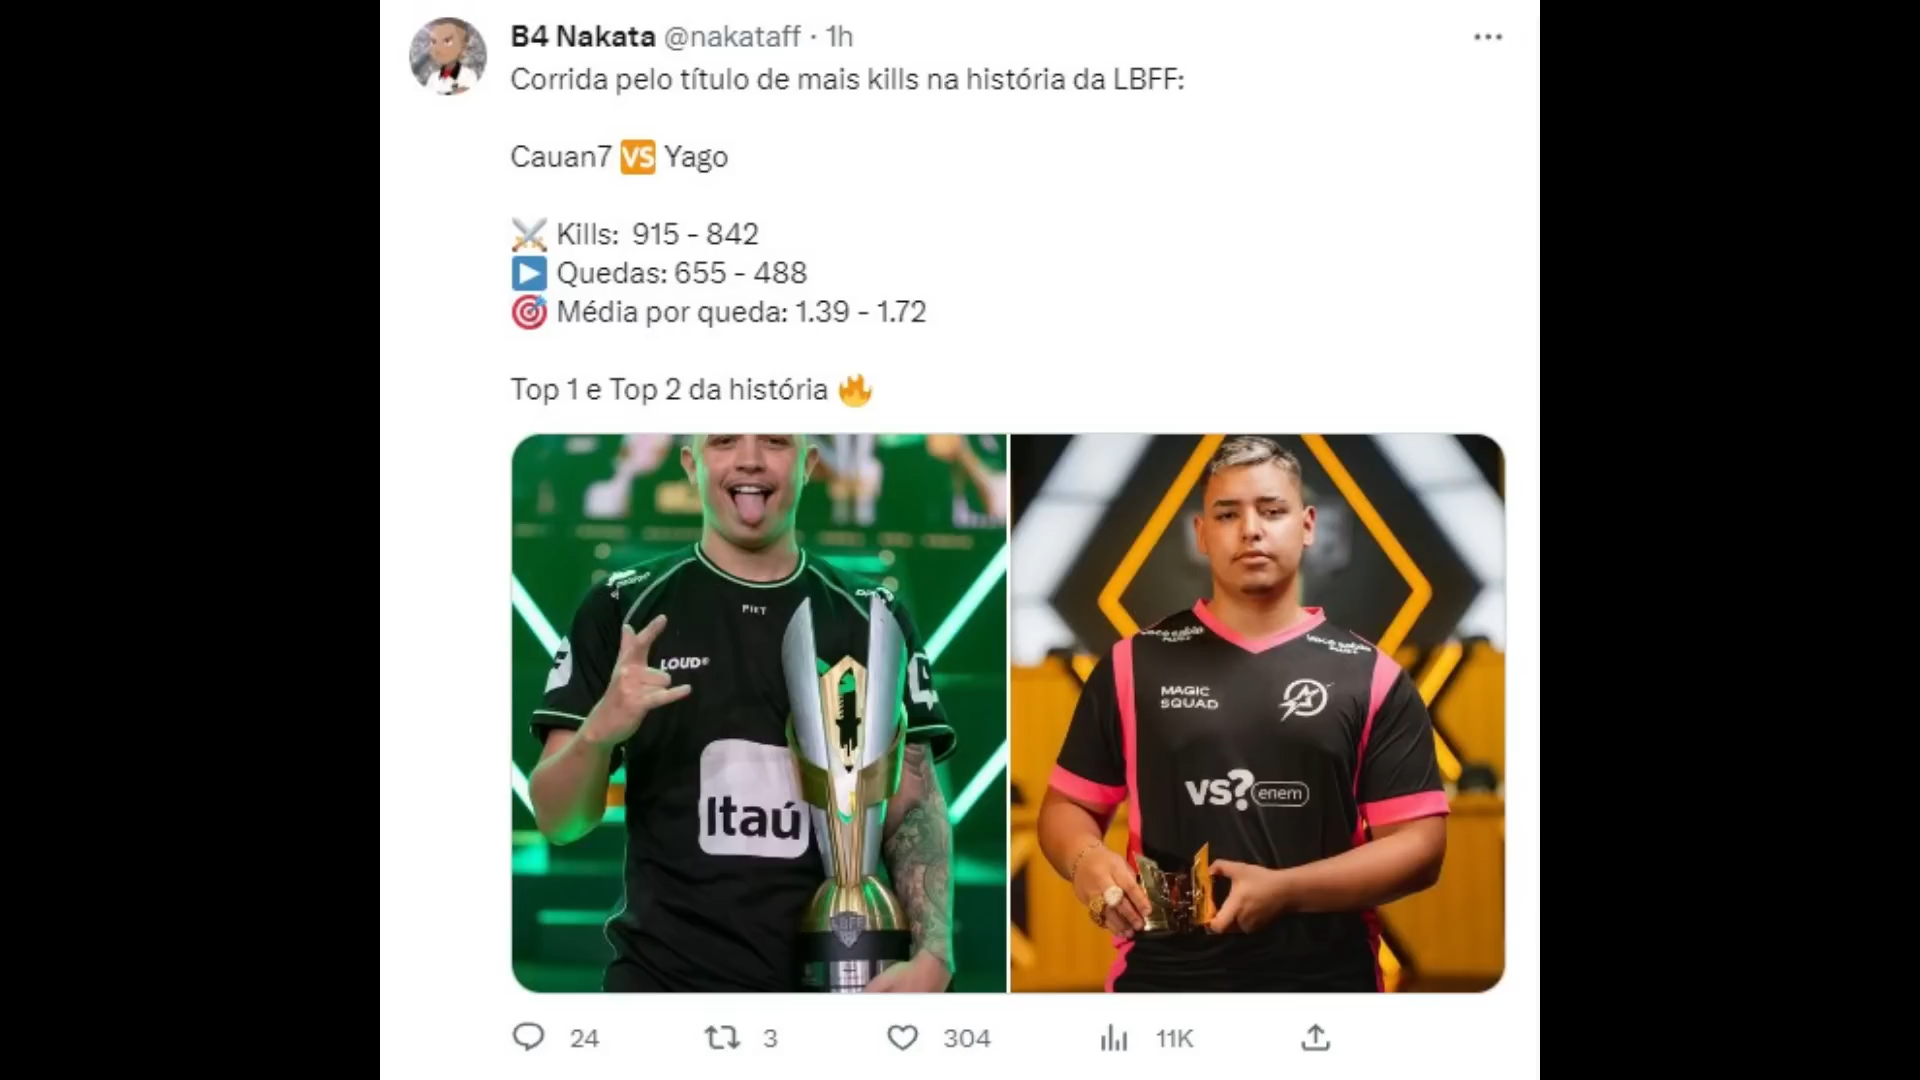 B4 Nakata @nakataff · 1h
Corrida pelo título de mais kills na história da LBFF:
Cauan7 🆚 Yago
⚔️ Kills: 915 - 842
▶️ Quedas: 655 - 488
🎯 Média por queda: 1.39 - 1.72
Top 1 e Top 2 da história 🔥
PIET
LOUD
Itaú
LBFF
MAGIC
SQUAD
VS? enem
24 3 304 11K